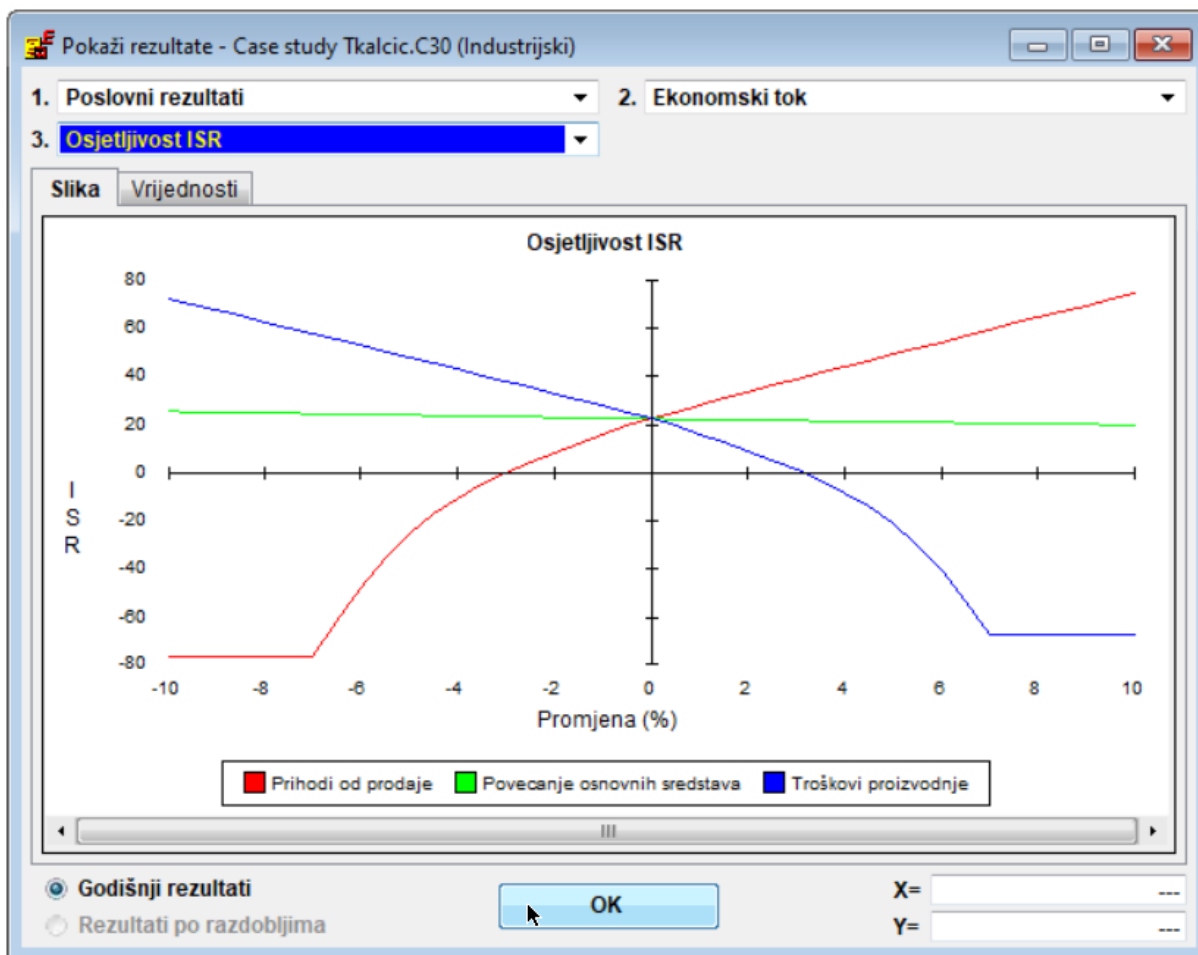 Pokaži rezultate - Case study Tkalcic.C30 (Industrijski)
1. Poslovni rezultati 2. Ekonomski tok
3. Osjetljivost ISR
Slika Vrijednosti
Osjetljivost ISR
80
60
40
20
0
-20
-40
-60
-80
I
S
R
-10 -8 -6 -4 -2 0 2 4 6 8 10
Promjena (%)
Prihodi od prodaje Povecanje osnovnih sredstava Troškovi proizvodnje
Godišnji rezultati OK X= ---
Rezultati po razdobljima Y= ---